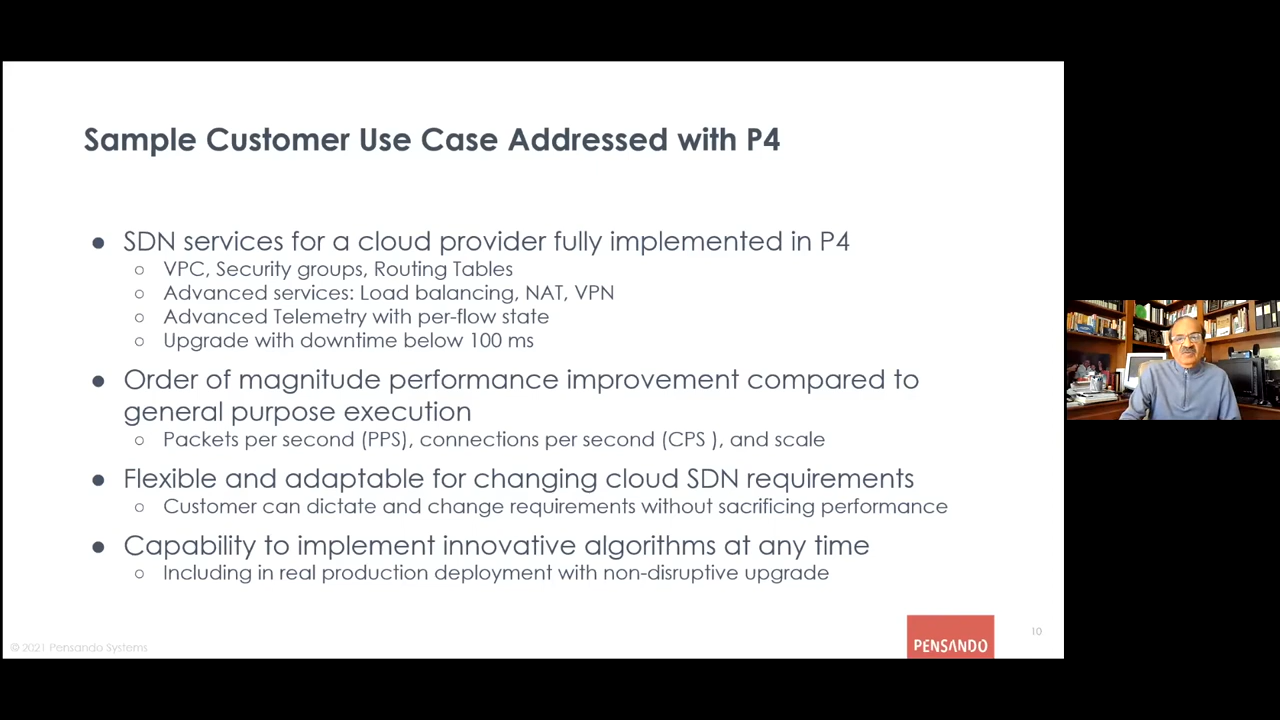 Sample Customer Use Case Addressed with P4
● SDN services for a cloud provider fully implemented in P4
○ VPC, Security groups, Routing Tables
○ Advanced services: Load balancing, NAT, VPN
○ Advanced Telemetry with per-flow state
○ Upgrade with downtime below 100 ms
● Order of magnitude performance improvement compared to
general purpose execution
○ Packets per second (PPS), connections per second (CPS ), and scale
● Flexible and adaptable for changing cloud SDN requirements
○ Customer can dictate and change requirements without sacrificing performance
● Capability to implement innovative algorithms at any time
○ Including in real production deployment with non-disruptive upgrade
© 2021 Pensando Systems
PENSANDO
10